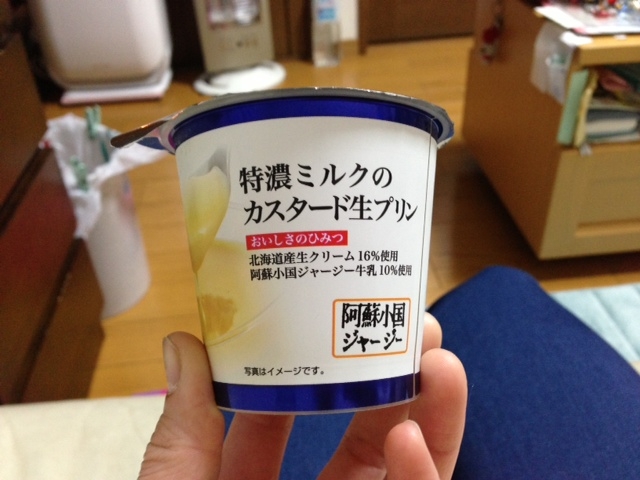 特濃ミルクの
カスタード生プリン
おいしさのひみつ
北海道産生クリーム16%使用
阿蘇小国ジャージー牛乳10%使用
阿蘇小国
ジャージー
写真はイメージです。